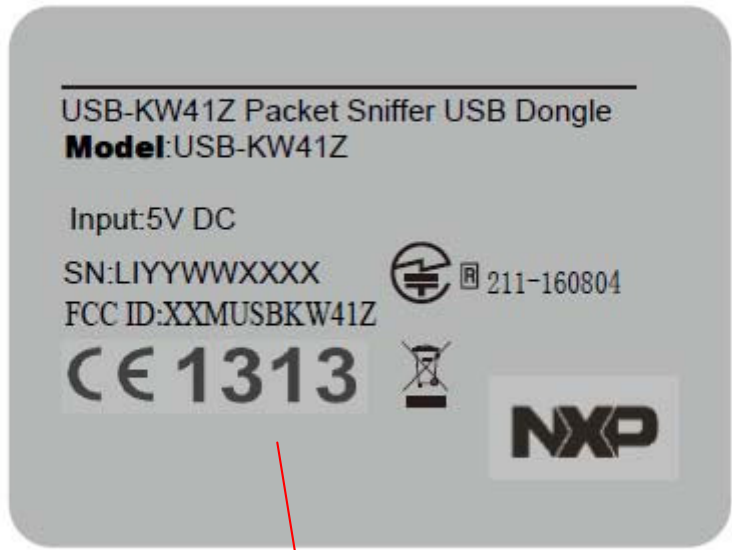 USB-KW41Z Packet Sniffer USB Dongle
Model:USB-KW41Z
Input:5V DC
SN:LIYYWWXXXX
R 211-160804
FCC ID:XXMUSBKW41Z
CE 1313
NXP